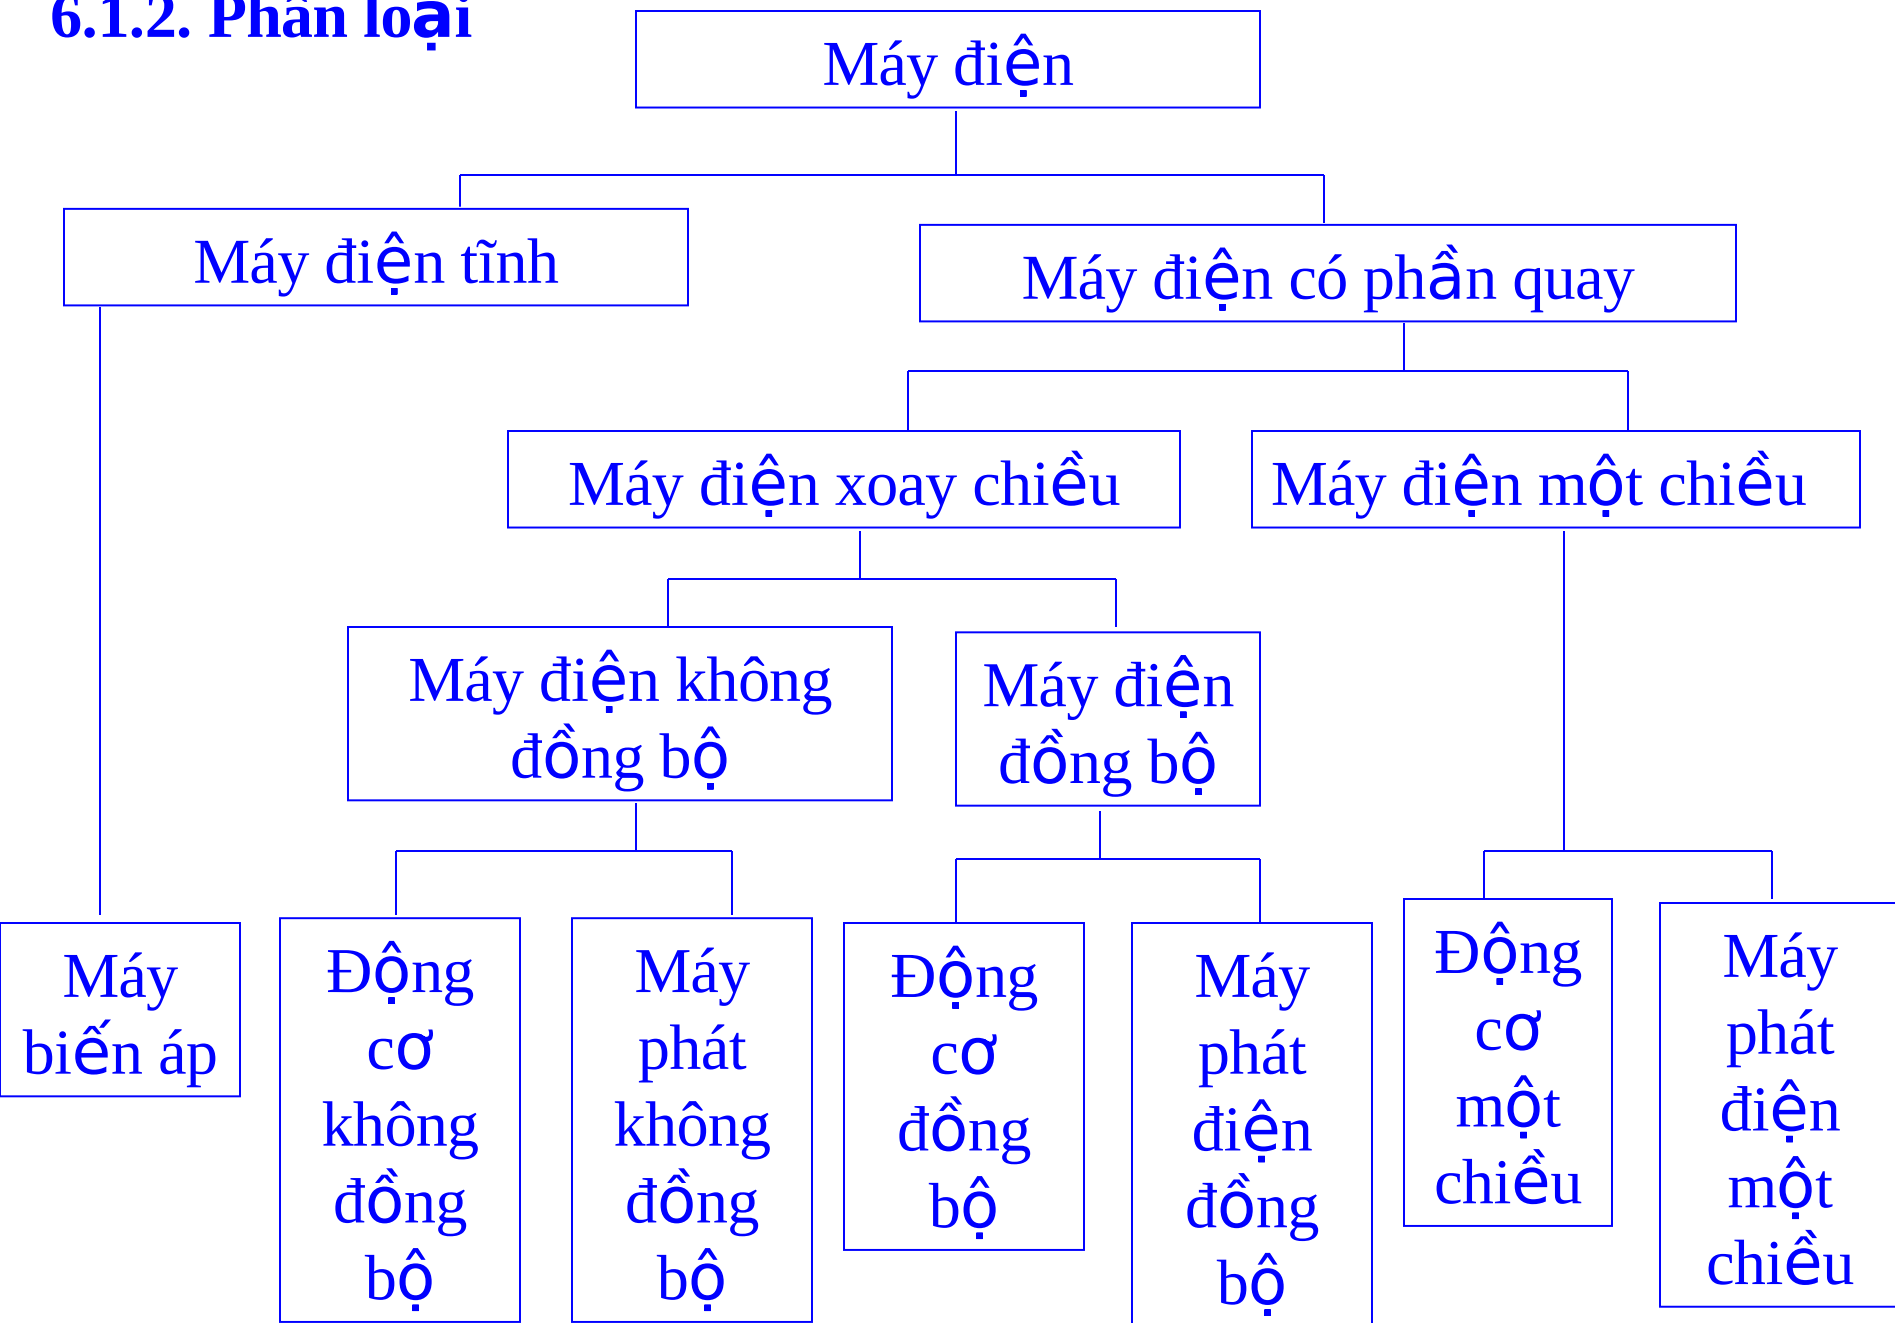 6.1.2. Phân loại
Máy điện
Máy điện tĩnh
Máy điện có phần quay
Máy điện xoay chiều
Máy điện một chiều
Máy điện không
đồng bộ
Máy điện
đồng bộ
Máy
biến áp
Động
cơ
không
đồng
bộ
Máy
phát
không
đồng
bộ
Động
cơ
đồng
bộ
Máy
phát
điện
đồng
bộ
Động
cơ
một
chiều
Máy
phát
điện
một
chiều